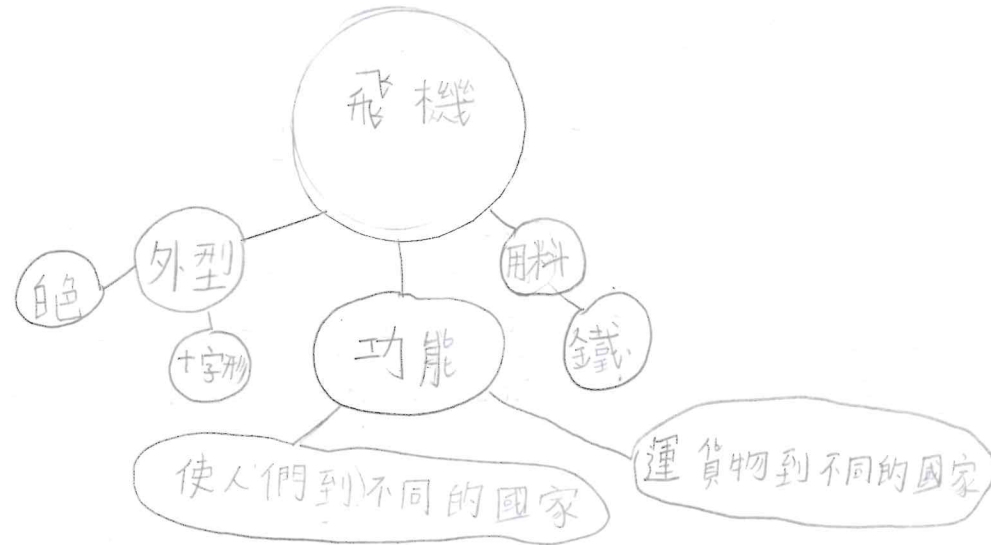 飛機
外型
用料
白色
功能
鐵
十字形
使人們到不同的國家
運貨物到不同的國家